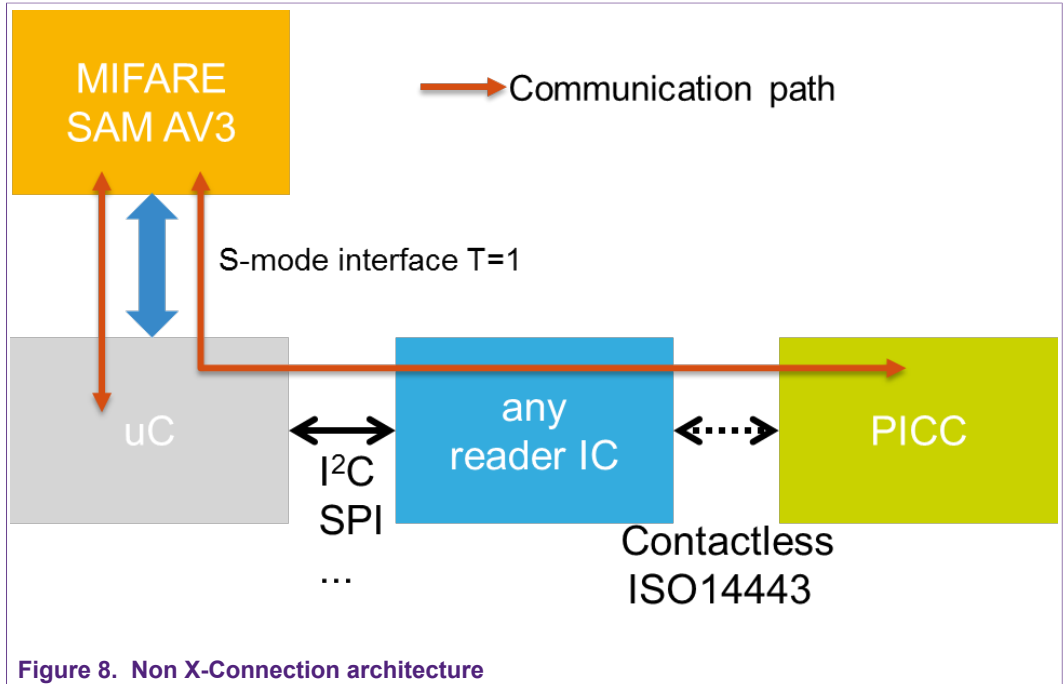 MIFARE
SAM AV3
Communication path
S-mode interface T=1
uC
I²C
SPI
...
any
reader IC
PICC
Contactless
ISO14443
Figure 8. Non X-Connection architecture